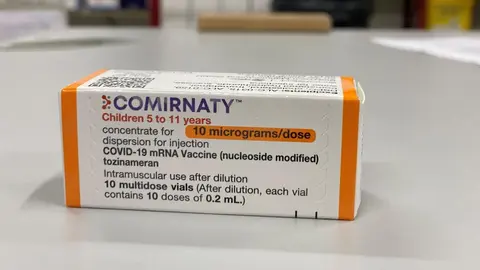 COMIRNATY™
Children 5 to 11 years
concentrate for 10 micrograms/dose
dispersion for injection
COVID-19 mRNA Vaccine (nucleoside modified)
tozinameran
Intramuscular use after dilution
10 multidose vials (After dilution, each vial
contains 10 doses of 0.2 mL.)